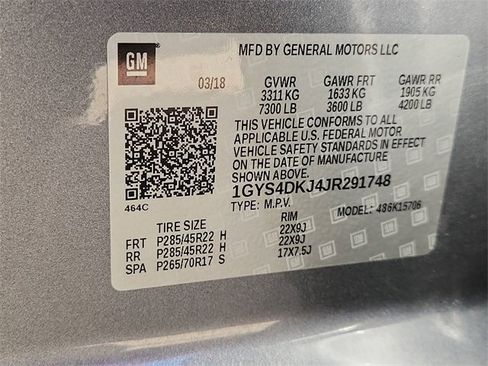 GM
MFD BY GENERAL MOTORS LLC
03/18 GVWR GAWR FRT GAWR RR
3311 KG 1633 KG 1905 KG
7300 LB 3600 LB 4200 LB
THIS VEHICLE CONFORMS TO ALL
APPLICABLE U.S. FEDERAL MOTOR
VEHICLE SAFETY STANDARDS IN EFFECT
ON THE DATE OF MANUFACTURE
SHOWN ABOVE.
1GYS4DKJ4JR291748
464C
TYPE: M.P.V. MODEL: 486K15706
TIRE SIZE RIM
FRT P285/45R22 H 22X9J
RR P285/45R22 H 22X9J
SPA P265/70R17 S 17X7.5J